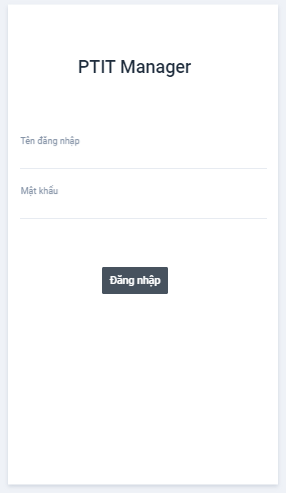 PTIT Manager
Tên đăng nhập
Mật khẩu
Đăng nhập